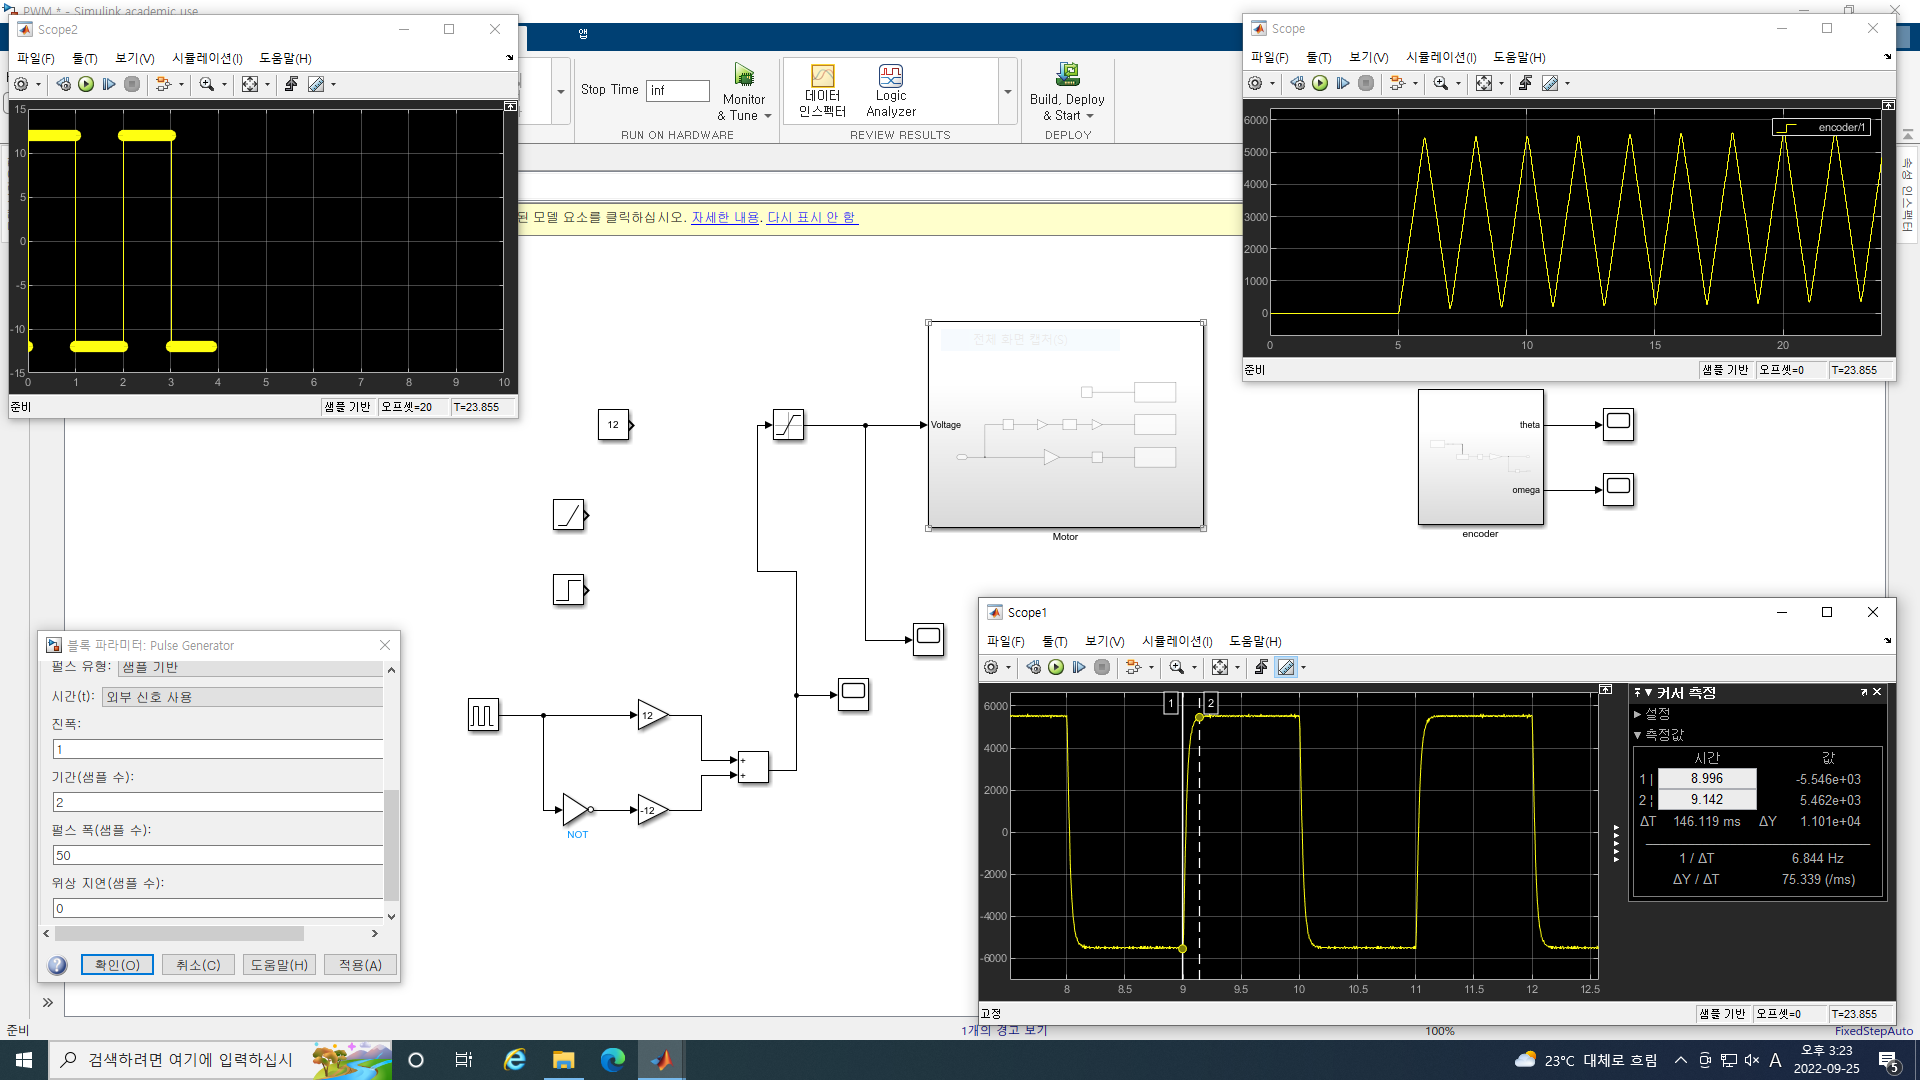 PWM * - Simulink academic use
앱
Stop Time
inf
Monitor
& Tune
데이터
인스펙터
Logic
Analyzer
Build, Deploy
& Start
RUN ON HARDWARE
REVIEW RESULTS
DEPLOY
된 모델 요소를 클릭하십시오. 자세한 내용. 다시 표시 안 함
속성 인스펙터
Scope2
파일(F) 툴(T) 보기(V) 시뮬레이션(I) 도움말(H)
15
10
5
0
-5
-10
-15
0 1 2 3 4 5 6 7 8 9 10
준비
샘플 기반 오프셋=20 T=23.855
Scope
파일(F) 툴(T) 보기(V) 시뮬레이션(I) 도움말(H)
encoder/1
6000
5000
4000
3000
2000
1000
0
0 5 10 15 20
준비
샘플 기반 오프셋=0 T=23.855
전체 화면 캡처(S)
12
Voltage
Motor
theta
omega
encoder
12
+
+
-12
NOT
블록 파라미터: Pulse Generator
펄스 유형: 샘플 기반
시간(t): 외부 신호 사용
진폭:
1
기간(샘플 수):
2
펄스 폭(샘플 수):
50
위상 지연(샘플 수):
0
확인(O) 취소(C) 도움말(H) 적용(A)
Scope1
파일(F) 툴(T) 보기(V) 시뮬레이션(I) 도움말(H)
1 2
6000
4000
2000
0
-2000
-4000
-6000
8 8.5 9 9.5 10 10.5 11 11.5 12 12.5
커서 측정
설정
측정값
시간 값
1 | 8.996 -5.546e+03
2 ¦ 9.142 5.462e+03
ΔT 146.119 ms ΔY 1.101e+04
1 / ΔT 6.844 Hz
ΔY / ΔT 75.339 (/ms)
고정
샘플 기반 오프셋=0 T=23.855
준비
1개의 경고 보기
100%
FixedStepAuto
검색하려면 여기에 입력하십시
23°C 대체로 흐림
A
오후 3:23
2022-09-25
5